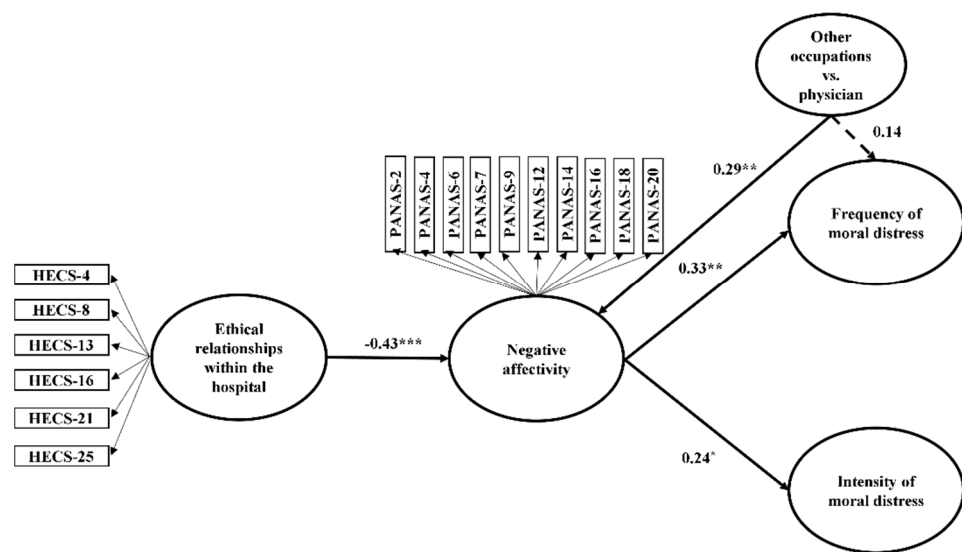 Other
occupations
vs.
physician
0.14
0.29**
PANAS-2
PANAS-4
PANAS-6
PANAS-7
PANAS-9
PANAS-12
PANAS-14
PANAS-16
PANAS-18
PANAS-20
Frequency of
moral distress
0.33**
HECS-4
HECS-8
HECS-13
HECS-16
HECS-21
HECS-25
Ethical
relationships
within the
hospital
-0.43***
Negative
affectivity
0.24*
Intensity of
moral distress